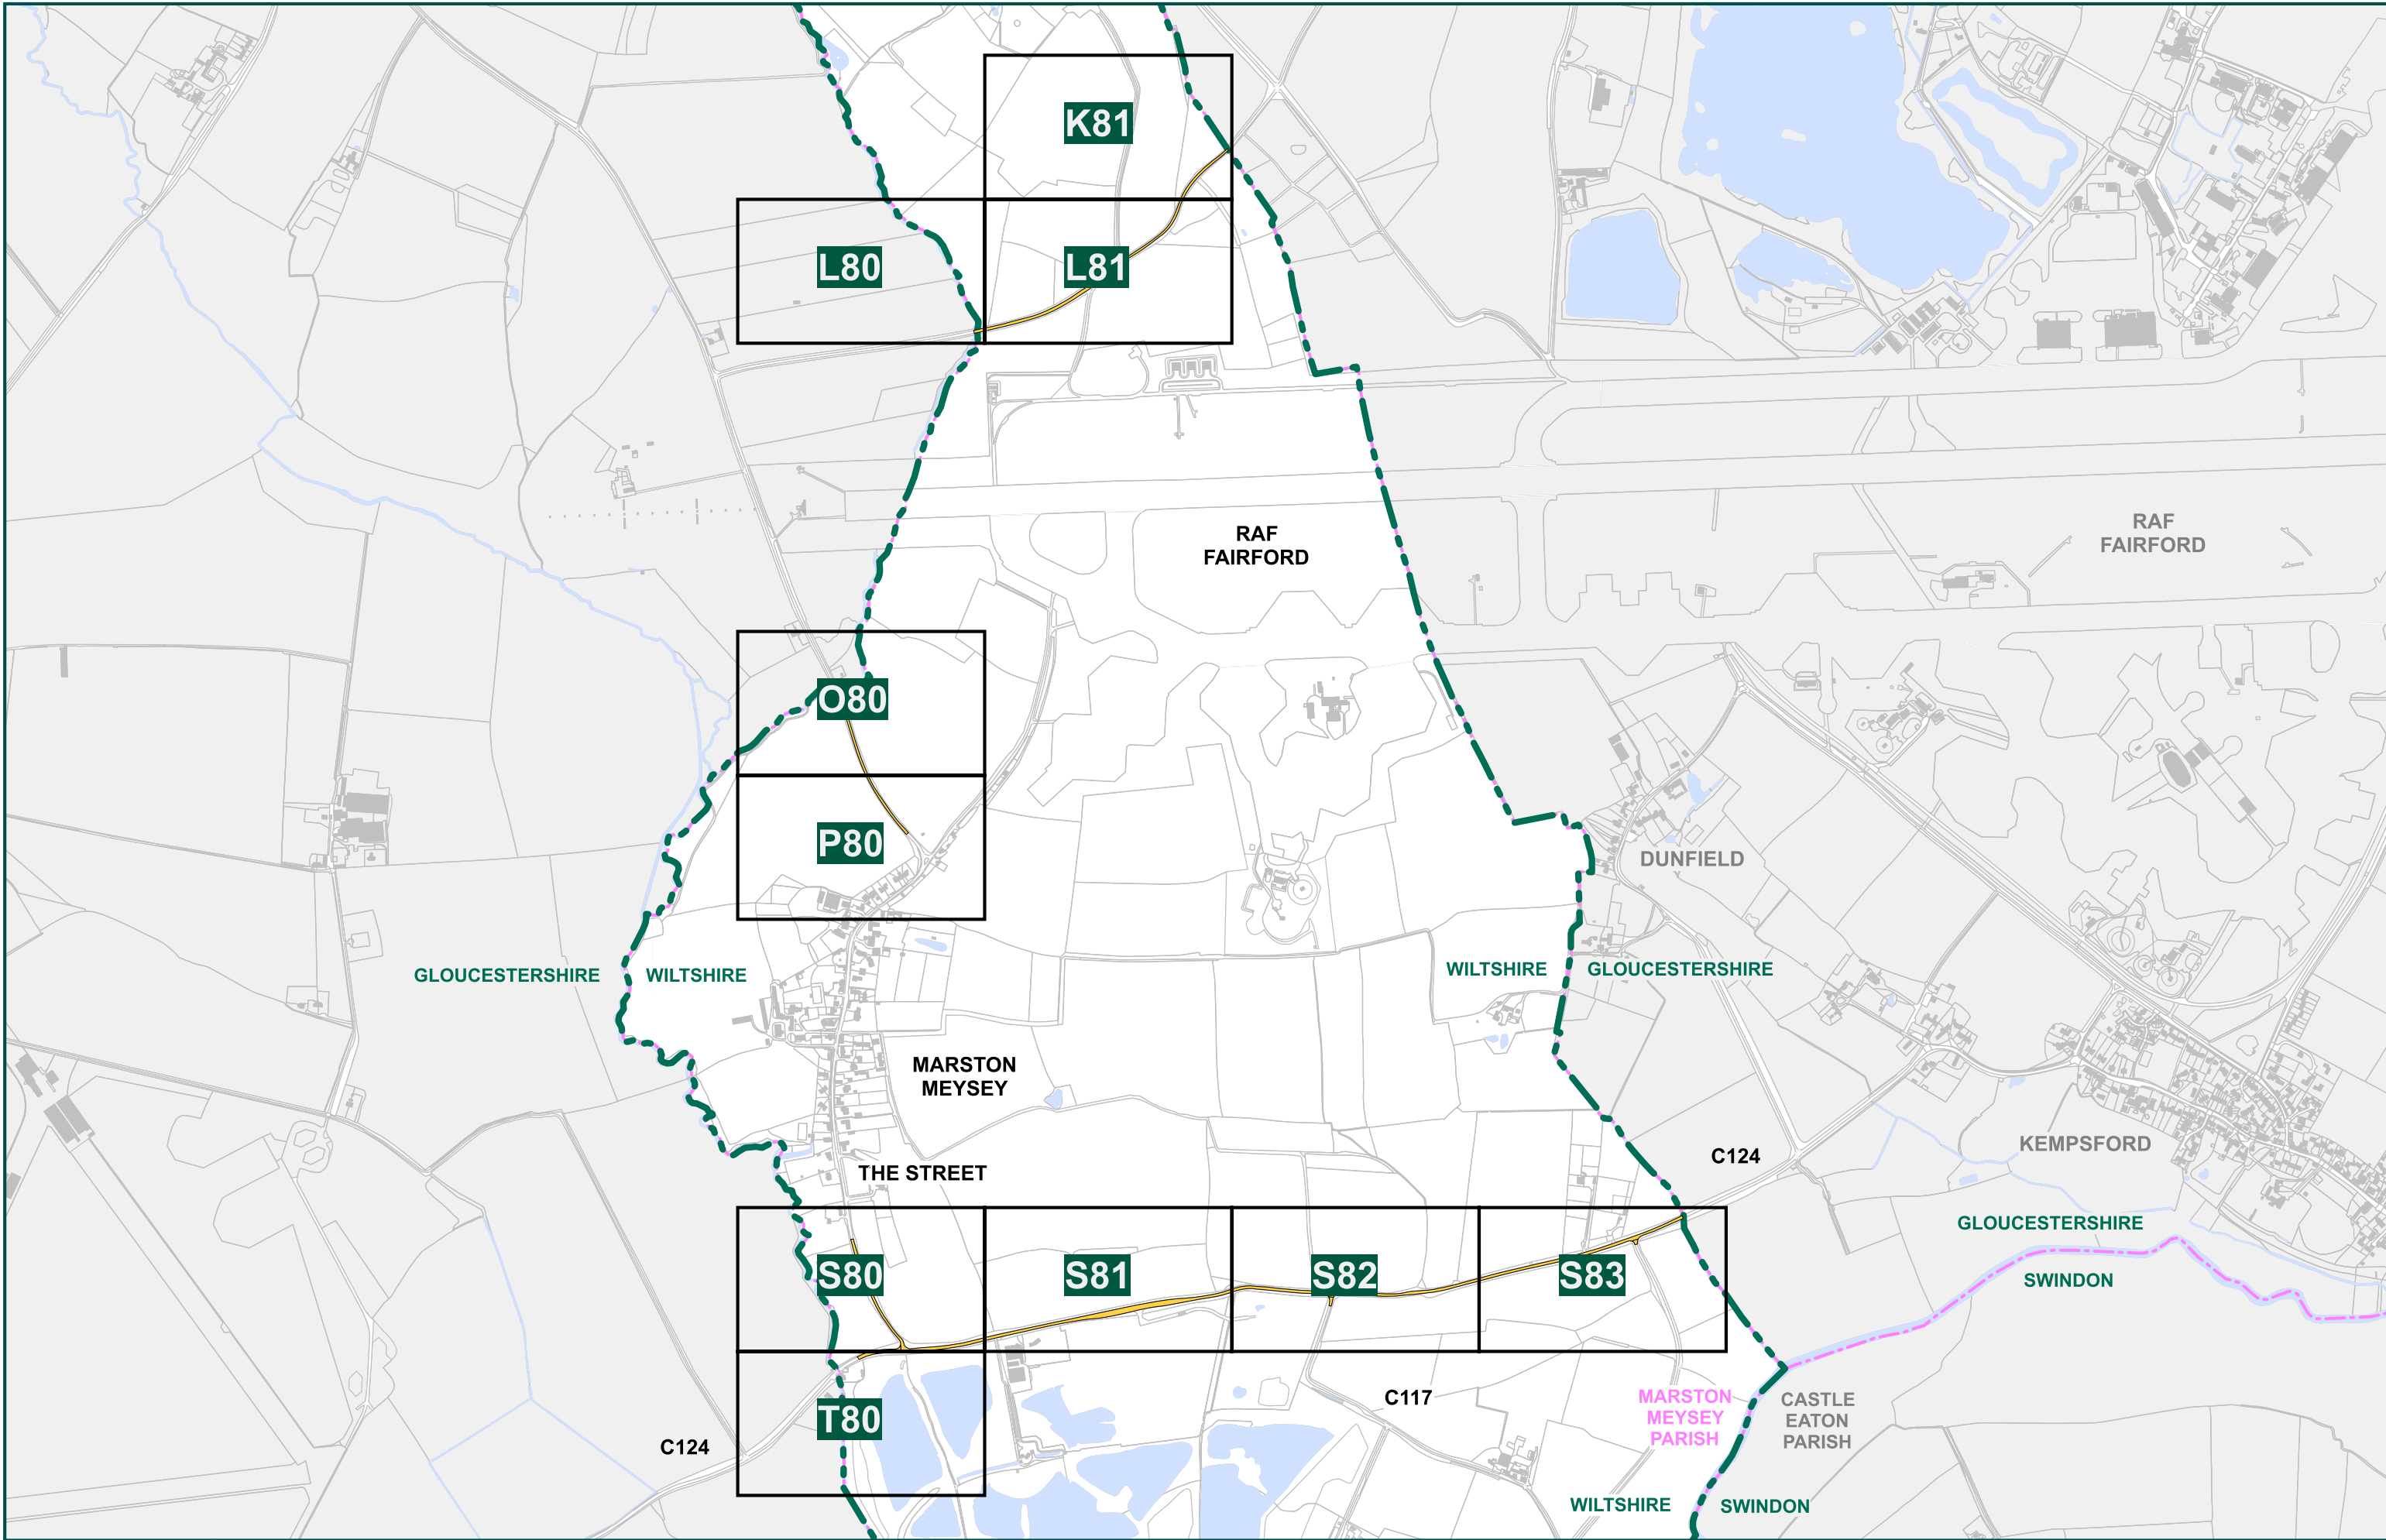 K81
L80
L81
RAF
FAIRFORD
RAF
FAIRFORD
O80
P80
DUNFIELD
GLOUCESTERSHIRE
WILTSHIRE
WILTSHIRE
GLOUCESTERSHIRE
MARSTON
MEYSEY
KEMPSFORD
C124
THE STREET
GLOUCESTERSHIRE
SWINDON
S80
S81
S82
S83
MARSTON
MEYSEY
PARISH
CASTLE
EATON
PARISH
C117
T80
C124
WILTSHIRE
SWINDON